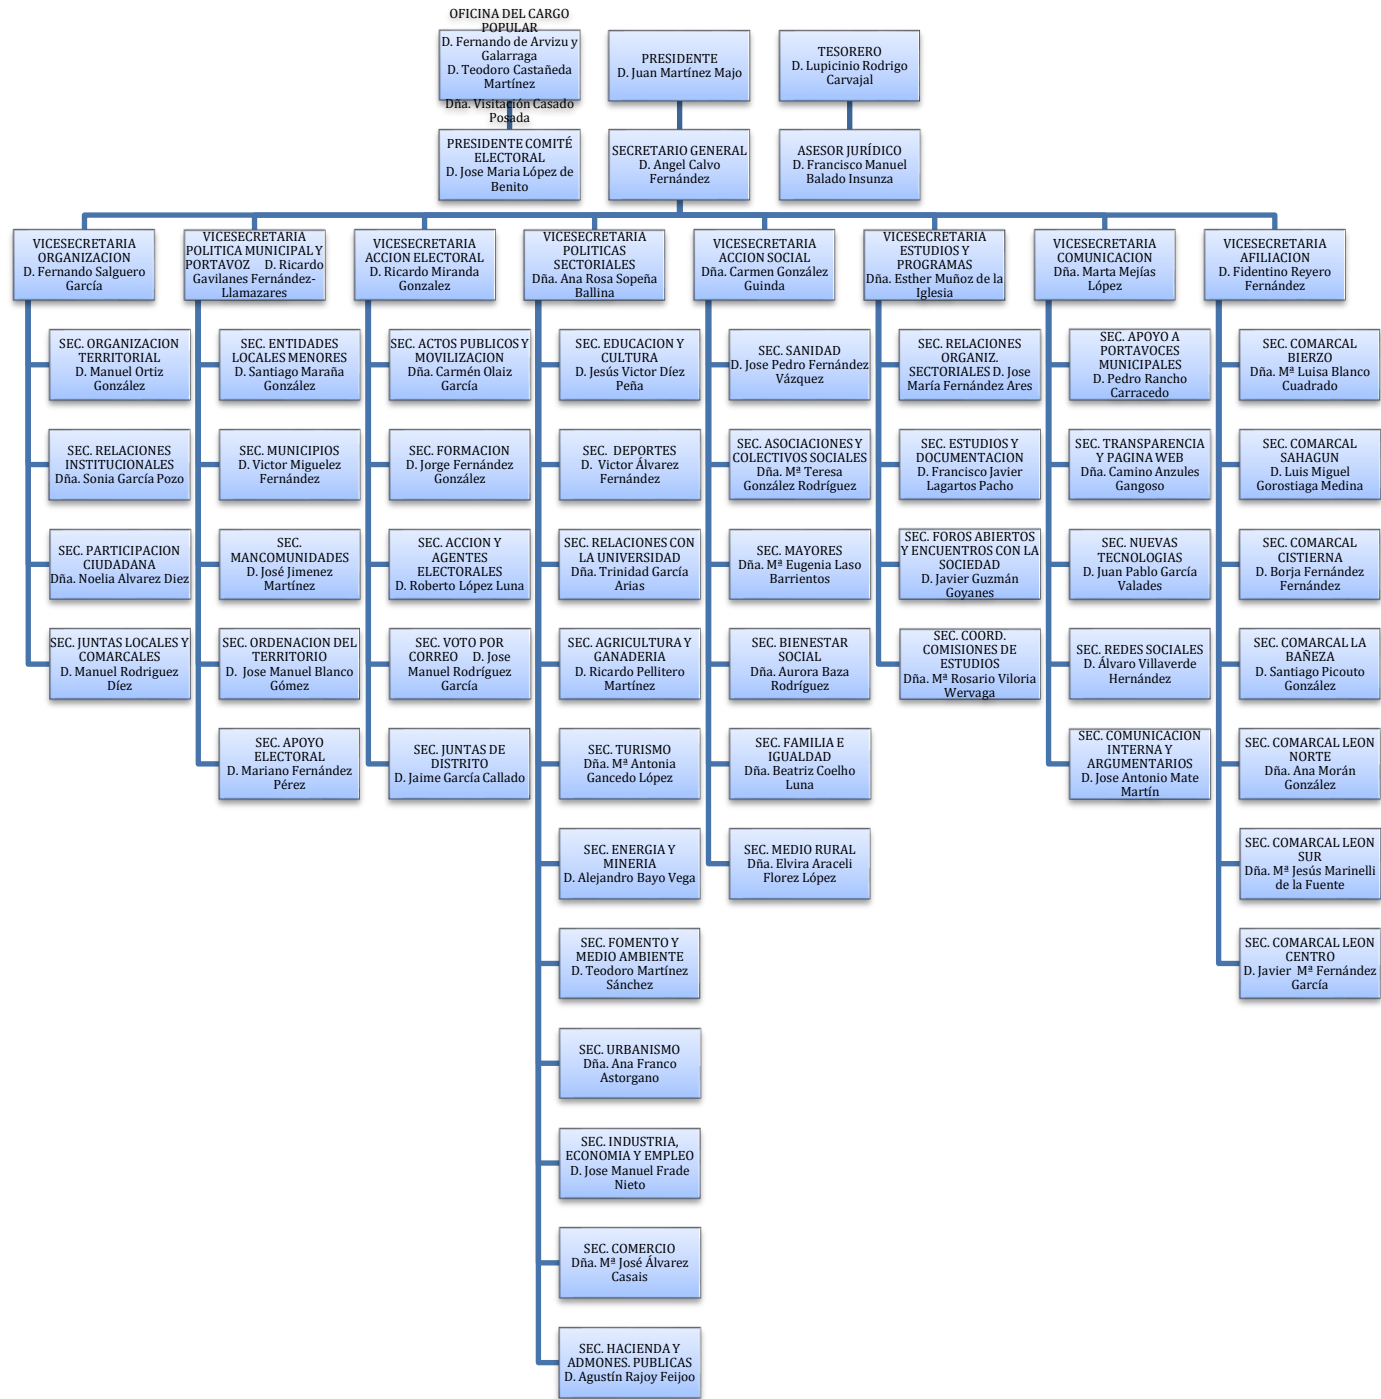 OFICINA DEL CARGO
POPULAR
D. Fernando de Arvizu y
Galarraga
D. Teodoro Castañeda
Martínez
Dña. Visitación Casado
Posada
PRESIDENTE
D. Juan Martínez Majo
TESORERO
D. Lupicinio Rodrigo
Carvajal
PRESIDENTE COMITÉ
ELECTORAL
D. Jose Maria López de
Benito
SECRETARIO GENERAL
D. Angel Calvo
Fernández
ASESOR JURÍDICO
D. Francisco Manuel
Balado Insunza
VICESECRETARIA
ORGANIZACION
D. Fernando Salguero
García
SEC. ORGANIZACION
TERRITORIAL
D. Manuel Ortiz
González
SEC. RELACIONES
INSTITUCIONALES
Dña. Sonia García Pozo
SEC. PARTICIPACION
CIUDADANA
Dña. Noelia Alvarez Diez
SEC. JUNTAS LOCALES Y
COMARCALES
D. Manuel Rodriguez
Díez
VICESECRETARIA
POLITICA MUNICIPAL Y
PORTAVOZ D. Ricardo
Gavilanes Fernández-
Llamazares
SEC. ENTIDADES
LOCALES MENORES
D. Santiago Maraña
González
SEC. MUNICIPIOS
D. Victor Miguelez
Fernández
SEC.
MANCOMUNIDADES
D. José Jimenez
Martínez
SEC. ORDENACION DEL
TERRITORIO
D. Jose Manuel Blanco
Gómez
SEC. APOYO
ELECTORAL
D. Mariano Fernández
Pérez
VICESECRETARIA
ACCION ELECTORAL
D. Ricardo Miranda
Gonzalez
SEC. ACTOS PUBLICOS Y
MOVILIZACION
Dña. Carmén Olaiz
García
SEC. FORMACION
D. Jorge Fernández
González
SEC. ACCION Y
AGENTES
ELECTORALES
D. Roberto López Luna
SEC. VOTO POR
CORREO D. Jose
Manuel Rodríguez
García
SEC. JUNTAS DE
DISTRITO
D. Jaime García Callado
VICESECRETARIA
POLITICAS
SECTORIALES
Dña. Ana Rosa Sopeña
Ballina
SEC. EDUCACION Y
CULTURA
D. Jesús Victor Díez
Peña
SEC. DEPORTES
D. Victor Álvarez
Fernández
SEC. RELACIONES CON
LA UNIVERSIDAD
Dña. Trinidad García
Arias
SEC. AGRICULTURA Y
GANADERIA
D. Ricardo Pellitero
Martínez
SEC. TURISMO
Dña. Mª Antonia
Gancedo López
SEC. ENERGIA Y
MINERIA
D. Alejandro Bayo Vega
SEC. FOMENTO Y
MEDIO AMBIENTE
D. Teodoro Martínez
Sánchez
SEC. URBANISMO
Dña. Ana Franco
Astorgano
SEC. INDUSTRIA,
ECONOMIA Y EMPLEO
D. Jose Manuel Frade
Nieto
SEC. COMERCIO
Dña. Mª José Álvarez
Casais
SEC. HACIENDA Y
ADMONES. PUBLICAS
D. Agustín Rajoy Feijoo
VICESECRETARIA
ACCION SOCIAL
Dña. Carmen González
Guinda
SEC. SANIDAD
D. Jose Pedro Fernández
Vázquez
SEC. ASOCIACIONES Y
COLECTIVOS SOCIALES
Dña. Mª Teresa
González Rodríguez
SEC. MAYORES
Dña. Mª Eugenia Laso
Barrientos
SEC. BIENESTAR
SOCIAL
Dña. Aurora Baza
Rodríguez
SEC. FAMILIA E
IGUALDAD
Dña. Beatriz Coelho
Luna
SEC. MEDIO RURAL
Dña. Elvira Araceli
Florez López
VICESECRETARIA
ESTUDIOS Y
PROGRAMAS
Dña. Esther Muñoz de la
Iglesia
SEC. RELACIONES
ORGANIZ.
SECTORIALES D. Jose
María Fernández Ares
SEC. ESTUDIOS Y
DOCUMENTACION
D. Francisco Javier
Lagartos Pacho
SEC. FOROS ABIERTOS
Y ENCUENTROS CON LA
SOCIEDAD
D. Javier Guzmán
Goyanes
SEC. COORD.
COMISIONES DE
ESTUDIOS
Dña. Mª Rosario Viloria
Wervaga
VICESECRETARIA
COMUNICACION
Dña. Marta Mejías
López
SEC. APOYO A
PORTAVOCES
MUNICIPALES
D. Pedro Rancho
Carracedo
SEC. TRANSPARENCIA
Y PAGINA WEB
Dña. Camino Anzules
Gangoso
SEC. NUEVAS
TECNOLOGIAS
D. Juan Pablo García
Valades
SEC. REDES SOCIALES
D. Álvaro Villaverde
Hernández
SEC. COMUNICACION
INTERNA Y
ARGUMENTARIOS
D. Jose Antonio Mate
Martín
VICESECRETARIA
AFILIACION
D. Fidentino Reyero
Fernández
SEC. COMARCAL
BIERZO
Dña. Mª Luisa Blanco
Cuadrado
SEC. COMARCAL
SAHAGUN
D. Luis Miguel
Gorostiaga Medina
SEC. COMARCAL
CISTIERNA
D. Borja Fernández
Fernández
SEC. COMARCAL LA
BAÑEZA
D. Santiago Picouto
González
SEC. COMARCAL LEON
NORTE
Dña. Ana Morán
González
SEC. COMARCAL LEON
SUR
Dña. Mª Jesús Marinelli
de la Fuente
SEC. COMARCAL LEON
CENTRO
D. Javier Mª Fernández
García